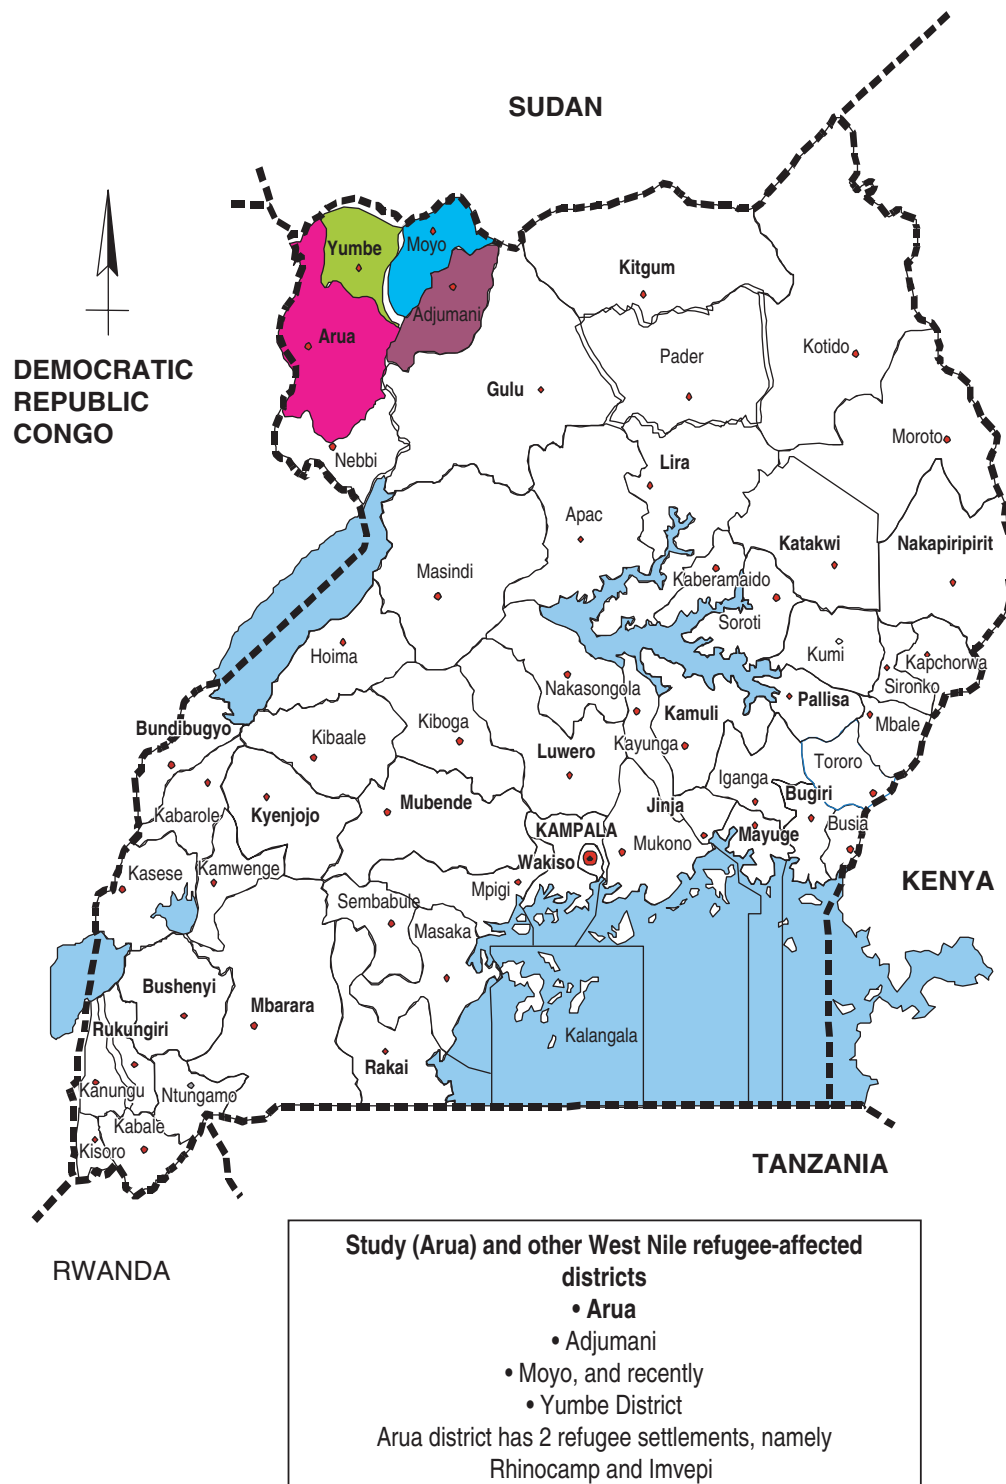 SUDAN
Yumbe
Moyo
Kitgum
Adjumani
Arua
Pader
Kotido
DEMOCRATIC
REPUBLIC
CONGO
Gulu
Moroto
Nebbi
Lira
Apac
Katakwi
Nakapiripirit
Masindi
Kaberamaido
Soroti
Hoima
Kumi
Kapchorwa
Nakasongola
Sironko
Bundibugyo
Kiboga
Kamuli
Pallisa
Mbale
Kibaale
Luwero
Kayunga
Tororo
Iganga
Kabarole
Kyenjojo
Mubende
Jinja
Bugiri
KAMPALA
Mukono
Mayuge
Busia
Kasese
Kamwenge
Wakiso
KENYA
Sembabule
Mpigi
Masaka
Bushenyi
Mbarara
Rukungiri
Kalangala
Rakai
Kanungu
Ntungamo
Kabale
Kisoro
TANZANIA
RWANDA
Study (Arua) and other West Nile refugee-affected
districts
• Arua
• Adjumani
• Moyo, and recently
• Yumbe District
Arua district has 2 refugee settlements, namely
Rhinocamp and Imvepi